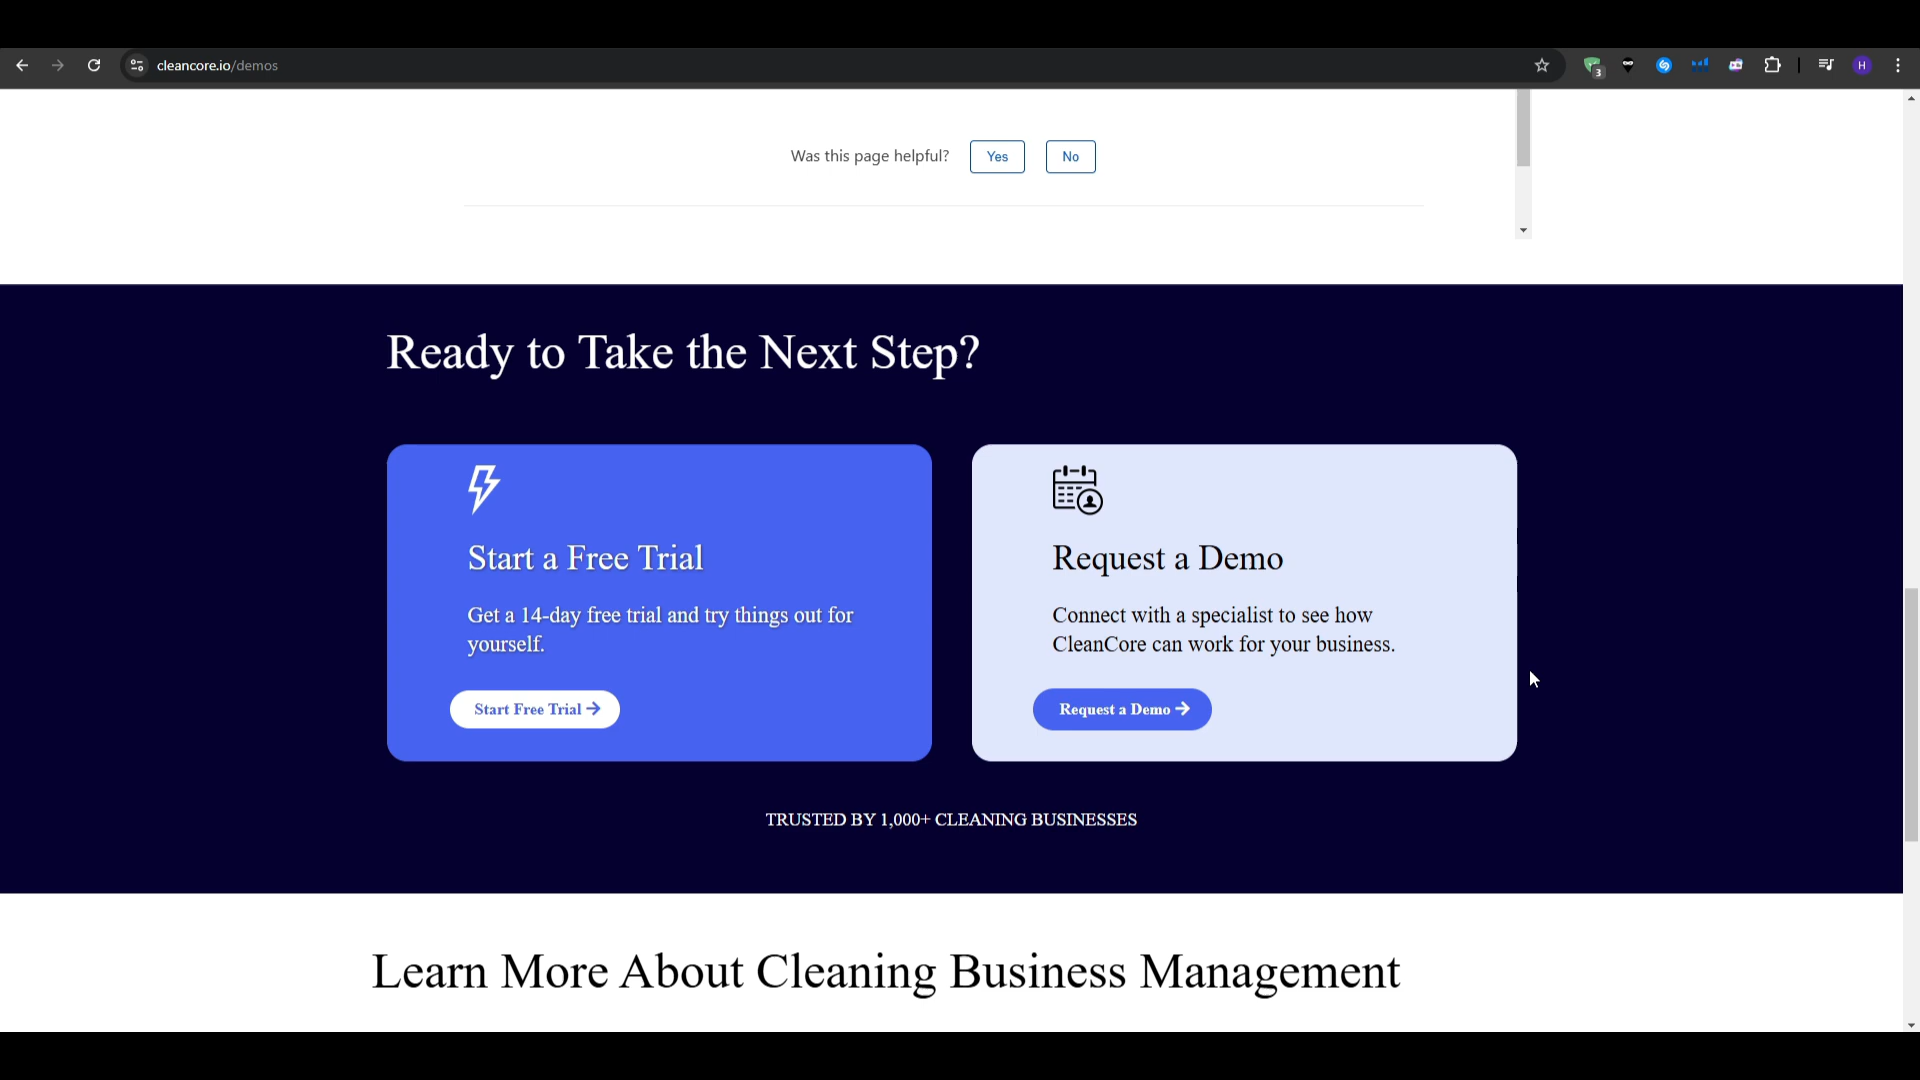 cleancore.io/demos
3
H
Was this page helpful?
Yes
No
Ready to Take the Next Step?
Start a Free Trial
Get a 14-day free trial and try things out for
yourself.
Start Free Trial
Request a Demo
Connect with a specialist to see how
CleanCore can work for your business.
Request a Demo
TRUSTED BY 1,000+ CLEANING BUSINESSES
Learn More About Cleaning Business Management